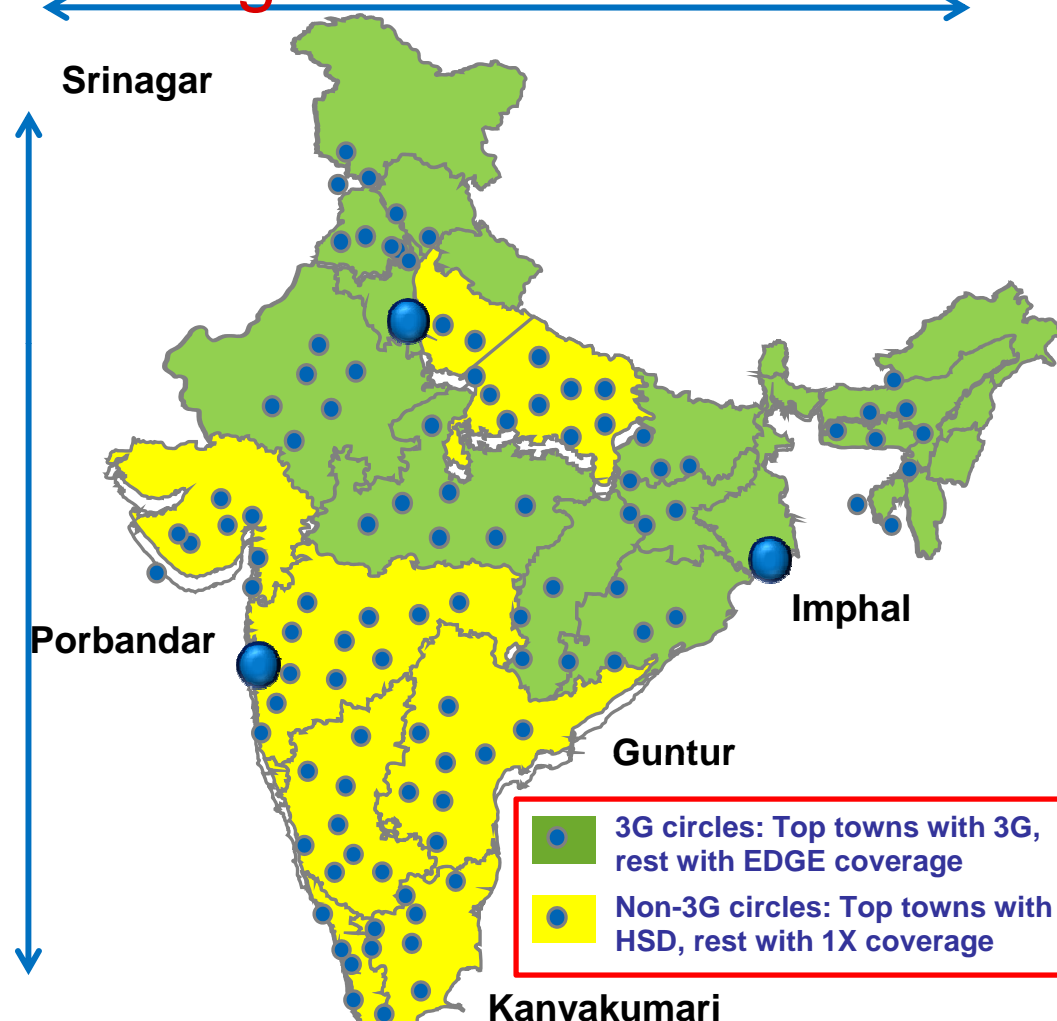 Srinagar
Imphal
Porbandar
Guntur
3G circles: Top towns with 3G,
rest with EDGE coverage
Non-3G circles: Top towns with
HSD, rest with 1X coverage
Kanyakumari